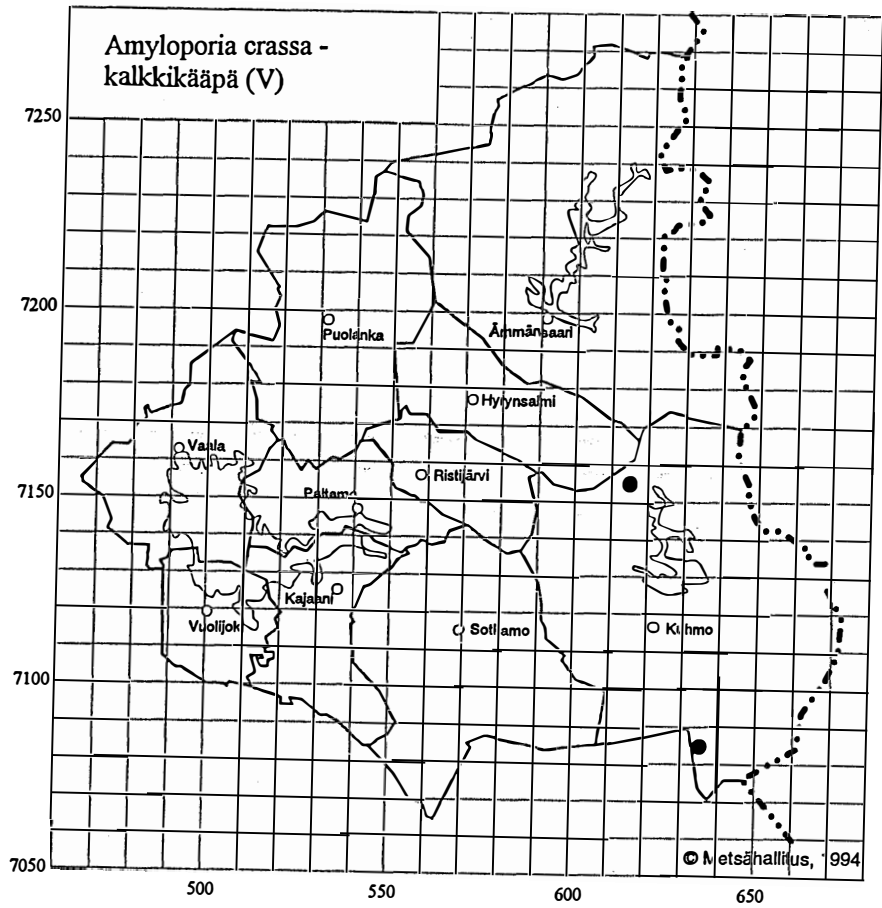 Amyloporia crassa -
kalkkikääpä (V)
7250
7200
Puolanka
Ämmänsaari
Hyrynsalmi
Vaala
Ristijärvi
7150
Paltamo
Kajaani
Vuolijoki
Sotkamo
Kuhmo
7100
7050
© Metsähallitus, 1994
500
550
600
650